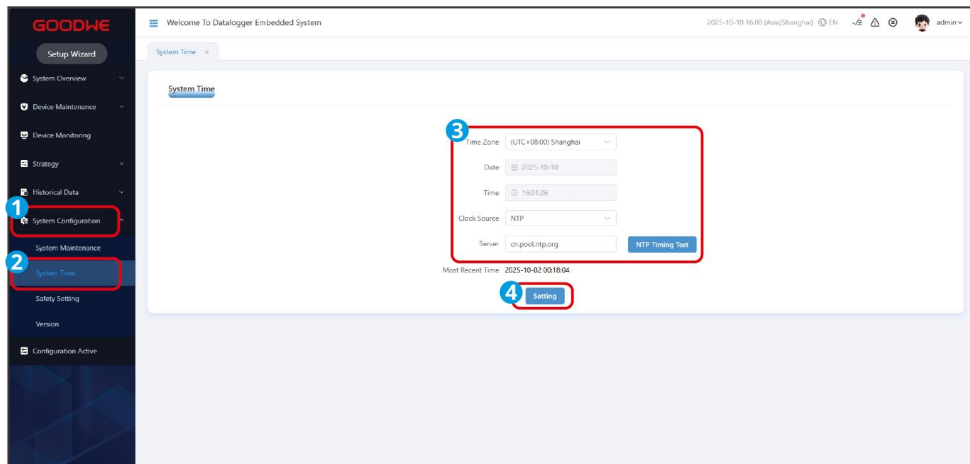 GOODWE
Welcome To Datalogger Embedded System
2025-10-10 16:00 (Asia/Shanghai) EN admin
Setup Wizard
System Time ×
System Overview
System Time
Device Maintenance
Device Monitoring
Strategy
Historical Data
1
System Configuration
System Maintenance
2
System Time
Safety Setting
Version
Configuration Active
3
Time Zone (UTC+08:00) Shanghai
Date 2025-10-10
Time 16:01:26
Clock Source NTP
Server cn.pool.ntp.org NTP Timing Test
Most Recent Time 2025-10-02 00:18:04
4 Setting